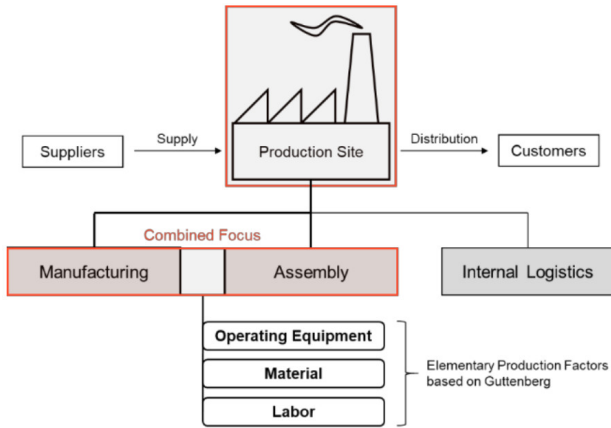 Suppliers
Supply
Production Site
Distribution
Customers
Combined Focus
Manufacturing
Assembly
Internal Logistics
Operating Equipment
Material
Labor
Elementary Production Factors
based on Guttenberg